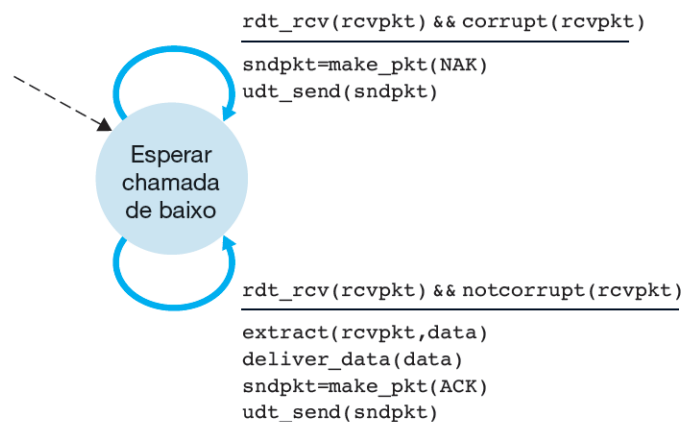 rdt_rcv(rcvpkt) && corrupt(rcvpkt)
sndpkt=make_pkt(NAK)
udt_send(sndpkt)
Esperar
chamada
de baixo
rdt_rcv(rcvpkt) && notcorrupt(rcvpkt)
extract(rcvpkt,data)
deliver_data(data)
sndpkt=make_pkt(ACK)
udt_send(sndpkt)